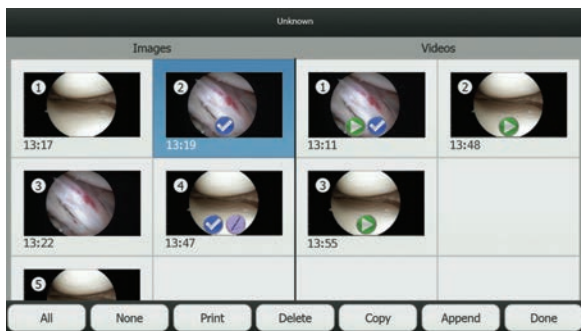 Unknown
Images Videos
1 2 1 2
13:17 13:19 13:11 13:48
3 4 3
13:22 13:47 13:55
5
All None Print Delete Copy Append Done